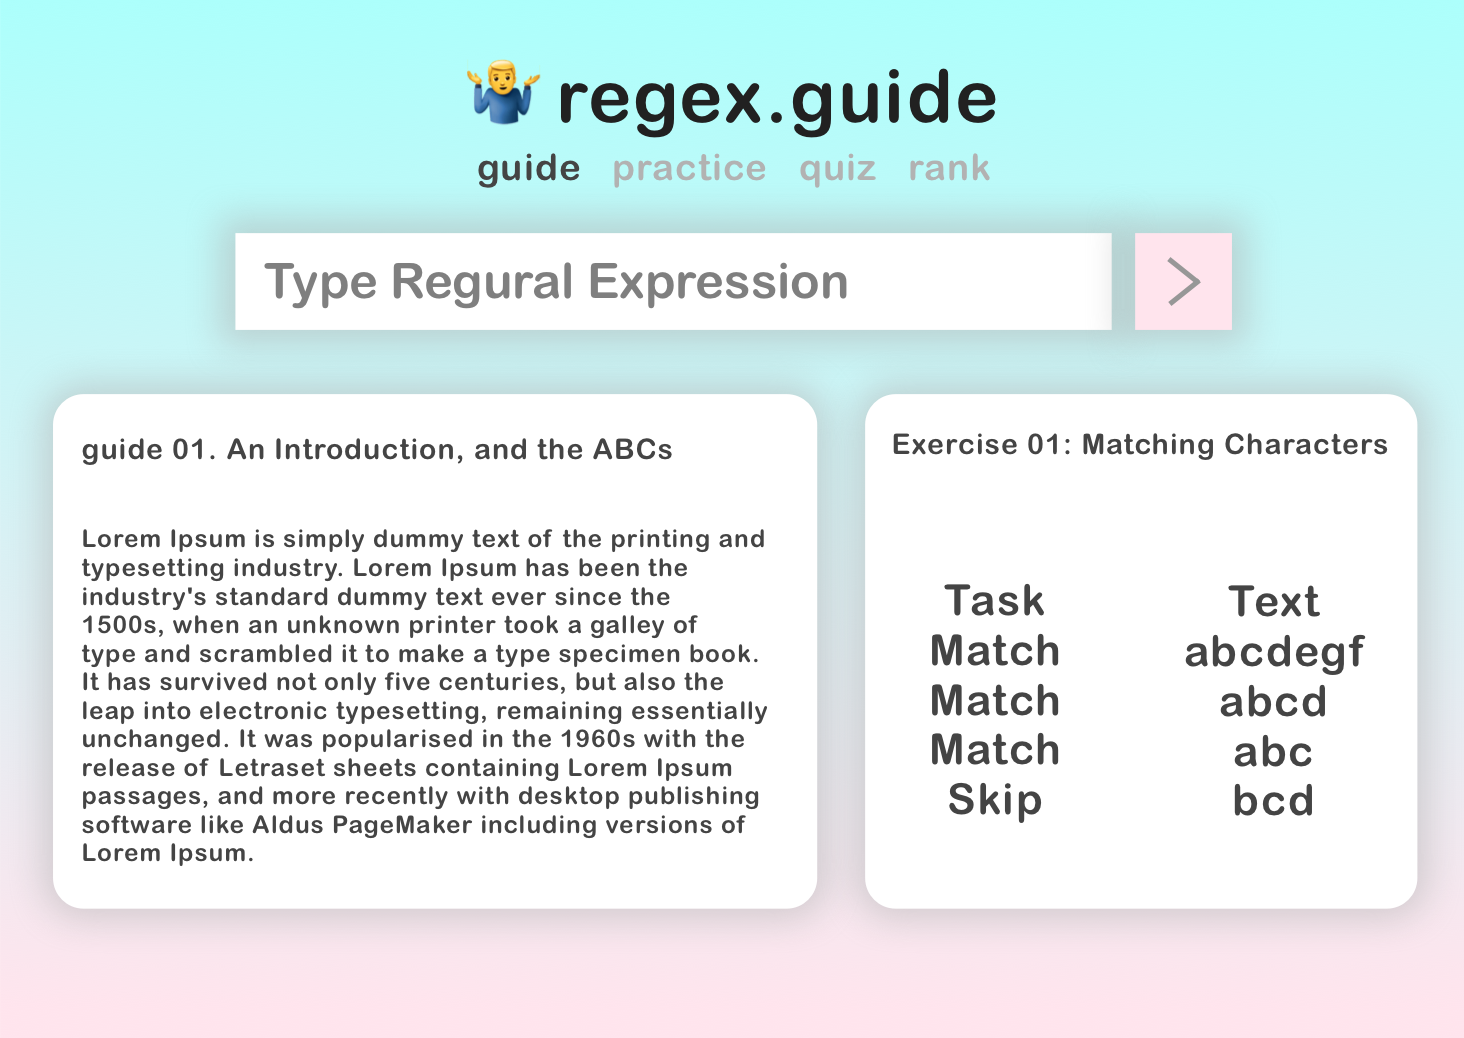 regex.guide
guide practice quiz rank
Type Regural Expression
guide 01. An Introduction, and the ABCs
Lorem Ipsum is simply dummy text of the printing and
typesetting industry. Lorem Ipsum has been the
industry's standard dummy text ever since the
1500s, when an unknown printer took a galley of
type and scrambled it to make a type specimen book.
It has survived not only five centuries, but also the
leap into electronic typesetting, remaining essentially
unchanged. It was popularised in the 1960s with the
release of Letraset sheets containing Lorem Ipsum
passages, and more recently with desktop publishing
software like Aldus PageMaker including versions of
Lorem Ipsum.
Exercise 01: Matching Characters
Task Text
Match abcdegf
Match abcd
Match abc
Skip bcd